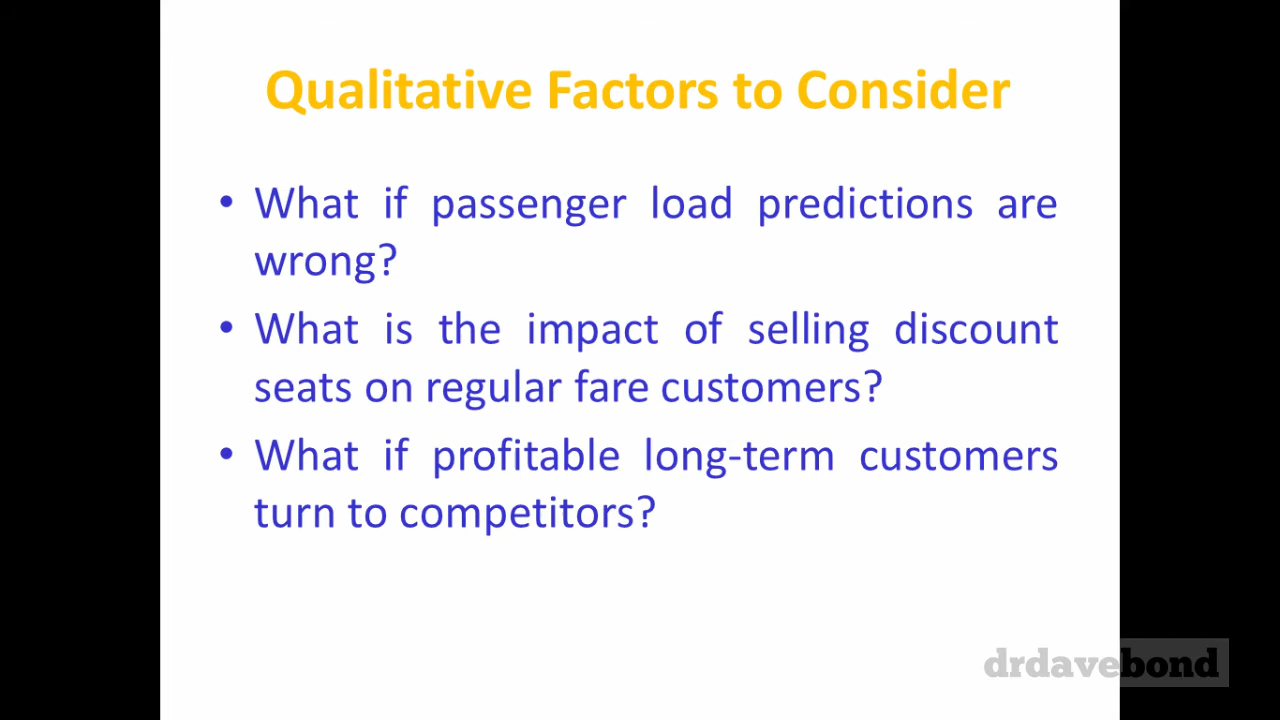 Qualitative Factors to Consider
• What if passenger load predictions are
wrong?
• What is the impact of selling discount
seats on regular fare customers?
• What if profitable long-term customers
turn to competitors?
drdavebond